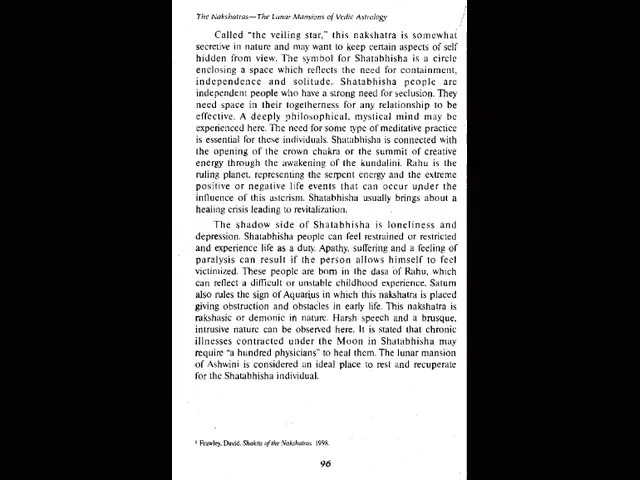 The Nakshatras—The Lunar Mansions of Vedic Astrology
Called "the veiling star," this nakshatra is somewhat
secretive in nature and may want to keep certain aspects of self
hidden from view. The symbol for Shatabhisha is a circle
enclosing a space which reflects the need for containment,
independence and solitude. Shatabhisha people are
independent people who have a strong need for seclusion. They
need space in their togetherness for any relationship to be
effective. A deeply philosophical, mystical mind may be
experienced here. The need for some type of meditative practice
is essential for these individuals. Shatabhisha is connected with
the opening of the crown chakra or the summit of creative
energy through the awakening of the kundalini. Rahu is the
ruling planet, representing the serpent energy and the extreme
positive or negative life events that can occur under the
influence of this asterism. Shatabhisha usually brings about a
healing crisis leading to revitalization.
The shadow side of Shatabhisha is loneliness and
depression. Shatabhisha people can feel restrained or restricted
and experience life as a duty. Apathy, suffering and a feeling of
paralysis can result if the person allows himself to feel
victimized. These people are born in the dasa of Rahu, which
can reflect a difficult or unstable childhood experience. Saturn
also rules the sign of Aquarius in which this nakshatra is placed
giving obstruction and obstacles in early life. This nakshatra is
rakshasic or demonic in nature. Harsh speech and a brusque,
intrusive nature can be observed here. It is stated that chronic
illnesses contracted under the Moon in Shatabhisha may
require "a hundred physicians" to heal them. The lunar mansion
of Ashwini is considered an ideal place to rest and recuperate
for the Shatabhisha individual.
Frawley, David, Shaktis of the Nakshatras. 1998.
96